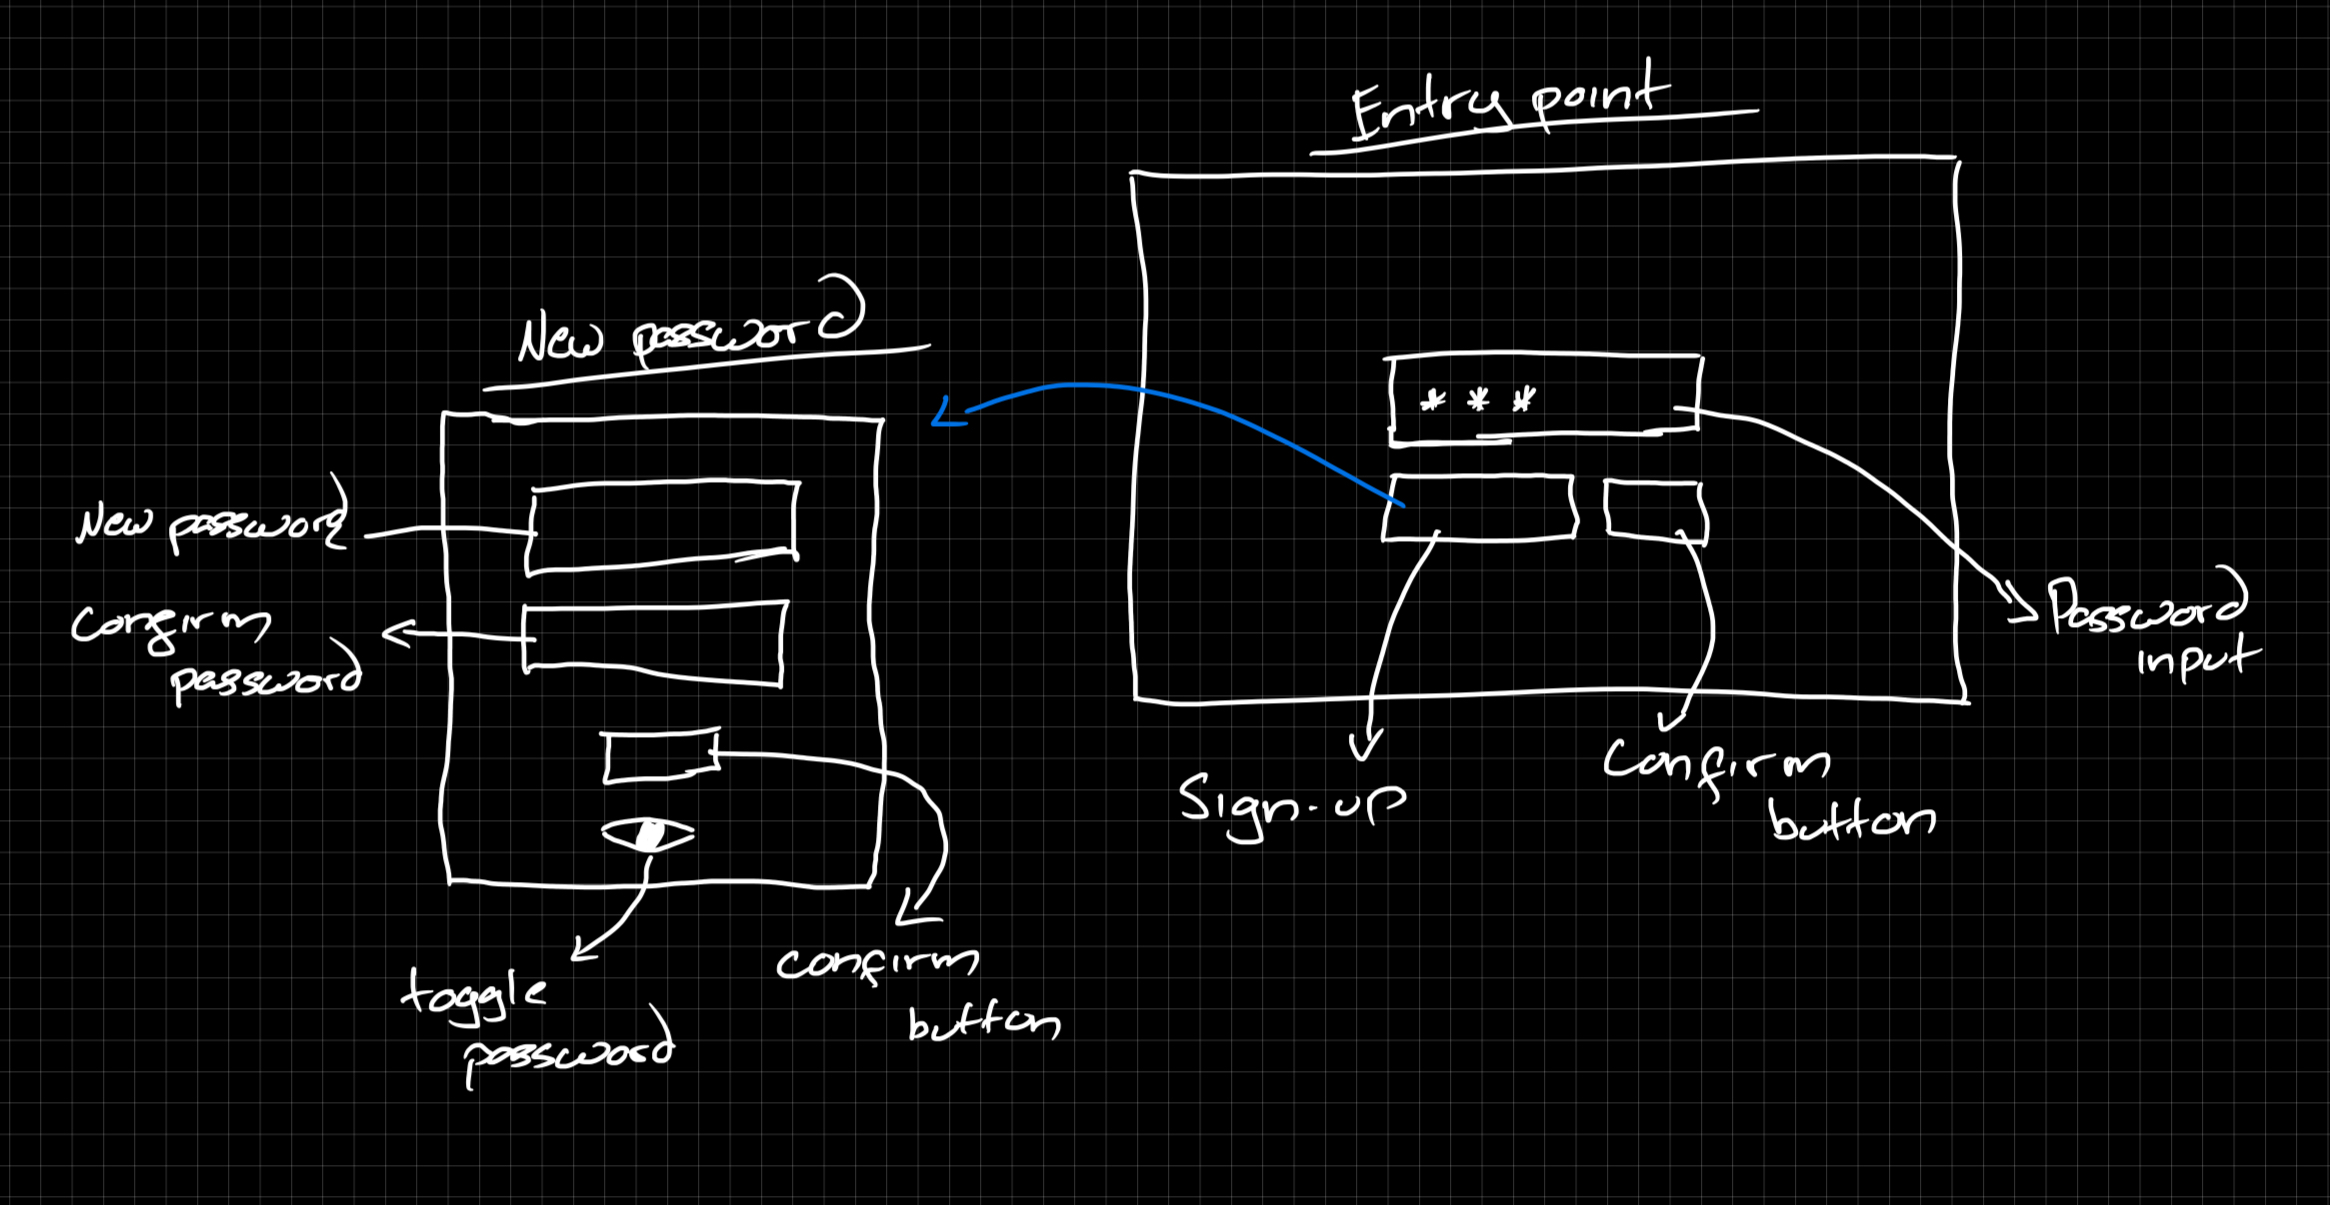 Entry point
New password
* * *
New password
Confirm
password
Password
input
Sign-up
Confirm
button
toggle
password
confirm
button